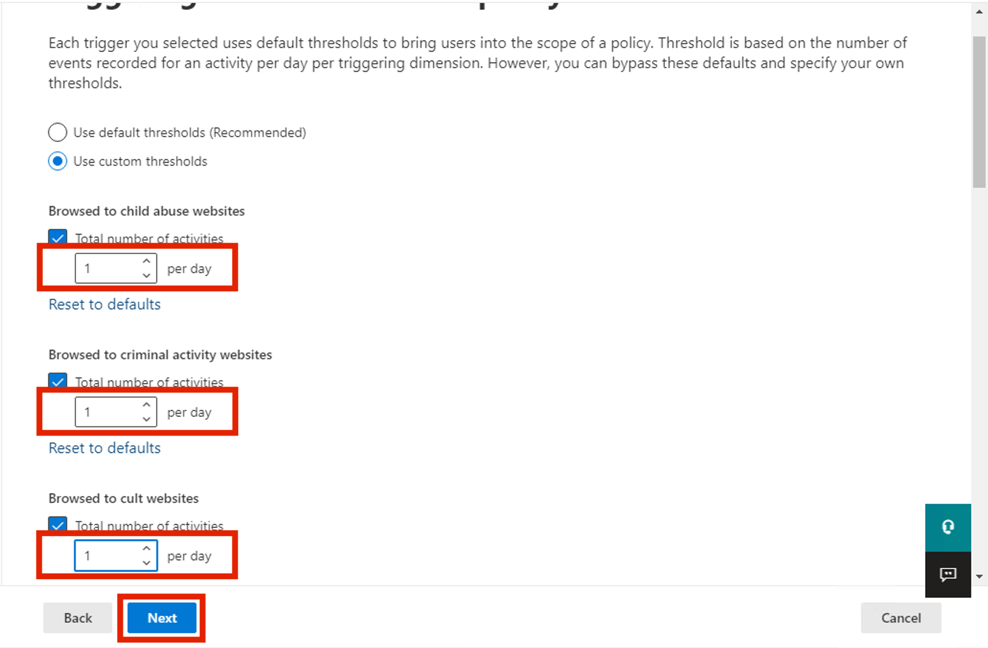 Each trigger you selected uses default thresholds to bring users into the scope of a policy. Threshold is based on the number of
events recorded for an activity per day per triggering dimension. However, you can bypass these defaults and specify your own
thresholds.
Use default thresholds (Recommended)
Use custom thresholds
Browsed to child abuse websites
Total number of activities
1 per day
Reset to defaults
Browsed to criminal activity websites
Total number of activities
1 per day
Reset to defaults
Browsed to cult websites
Total number of activities
1 per day
Back Next Cancel